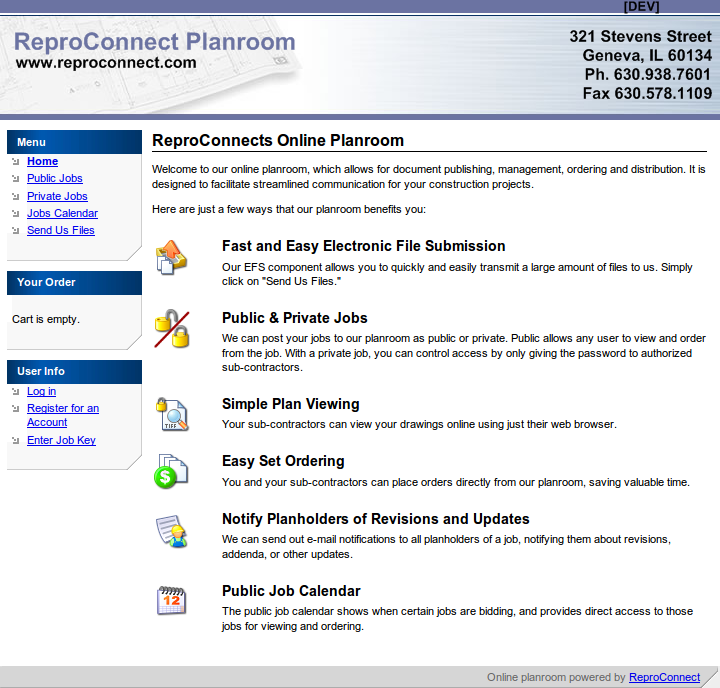 [DEV]
ReproConnect Planroom
www.reproconnect.com
321 Stevens Street
Geneva, IL 60134
Ph. 630.938.7601
Fax 630.578.1109
Menu
Home
Public Jobs
Private Jobs
Jobs Calendar
Send Us Files
Your Order
Cart is empty.
User Info
Log in
Register for an
Account
Enter Job Key
ReproConnects Online Planroom
Welcome to our online planroom, which allows for document publishing, management, ordering and distribution. It is
designed to facilitate streamlined communication for your construction projects.
Here are just a few ways that our planroom benefits you:
Fast and Easy Electronic File Submission
Our EFS component allows you to quickly and easily transmit a large amount of files to us. Simply
click on "Send Us Files."
Public & Private Jobs
We can post your jobs to our planroom as public or private. Public allows any user to view and order
from the job. With a private job, you can control access by only giving the password to authorized
sub-contractors.
TIFF
Simple Plan Viewing
Your sub-contractors can view your drawings online using just their web browser.
$
Easy Set Ordering
You and your sub-contractors can place orders directly from our planroom, saving valuable time.
Notify Planholders of Revisions and Updates
We can send out e-mail notifications to all planholders of a job, notifying them about revisions,
addenda, or other updates.
12
Public Job Calendar
The public job calendar shows when certain jobs are bidding, and provides direct access to those
jobs for viewing and ordering.
Online planroom powered by ReproConnect